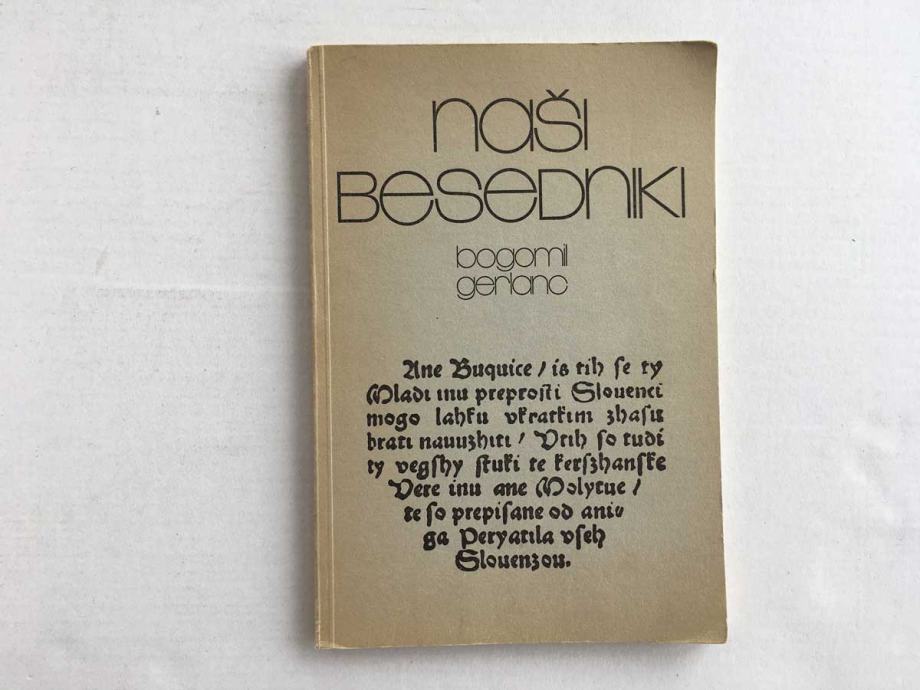 naši
BeseDniki
bogomil
gerlanc
Ane Buquice / is tih se ty
Mladi inu preprosti Slouenci
mogo lahku vkratkim zhasu
brati nauuzhiti / Vtih so tudi
ty vegshy stuki te kerszhanske
Vere inu ane Molytue /
te so prepisane od ani⸗
ga Peryatila vseh
Slouenzou.